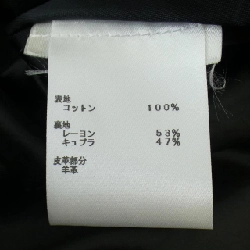 表地
コットン 100%
裏地
レーヨン 53%
キュプラ 47%
皮革部分
羊革